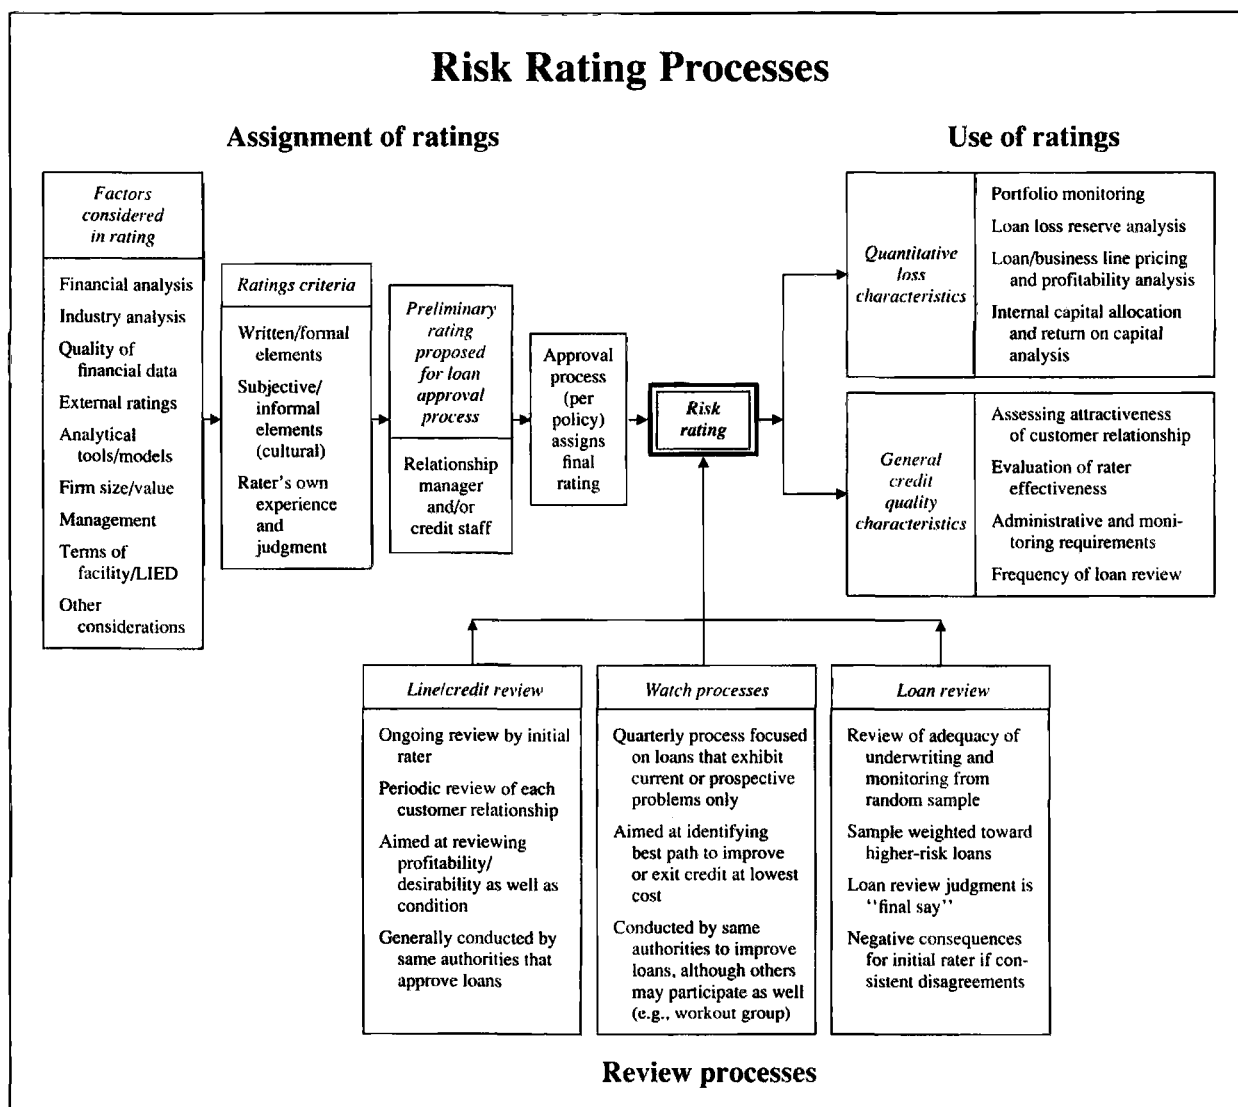 Risk Rating Processes
Assignment of ratings
Use of ratings
Factors
considered
in rating
Financial analysis
Industry analysis
Quality of
financial data
External ratings
Analytical
tools/models
Firm size/value
Management
Terms of
facility/LIED
Other
considerations
Ratings criteria
Written/formal
elements
Subjective/
informal
elements
(cultural)
Rater's own
experience
and
judgment
Preliminary
rating
proposed
for loan
approval
process
Relationship
manager
and/or
credit staff
Approval
process
(per
policy)
assigns
final
rating
Risk
rating
Quantitative
loss
characteristics
Portfolio monitoring
Loan loss reserve analysis
Loan/business line pricing
and profitability analysis
Internal capital allocation
and return on capital
analysis
General
credit
quality
characteristics
Assessing attractiveness
of customer relationship
Evaluation of rater
effectiveness
Administrative and moni-
toring requirements
Frequency of loan review
Line/credit review
Ongoing review by initial
rater
Periodic review of each
customer relationship
Aimed at reviewing
profitability/
desirability as well as
condition
Generally conducted by
same authorities that
approve loans
Watch processes
Quarterly process focused
on loans that exhibit
current or prospective
problems only
Aimed at identifying
best path to improve
or exit credit at lowest
cost
Conducted by same
authorities to improve
loans, although others
may participate as well
(e.g., workout group)
Loan review
Review of adequacy of
underwriting and
monitoring from
random sample
Sample weighted toward
higher-risk loans
Loan review judgment is
"final say"
Negative consequences
for initial rater if con-
sistent disagreements
Review processes